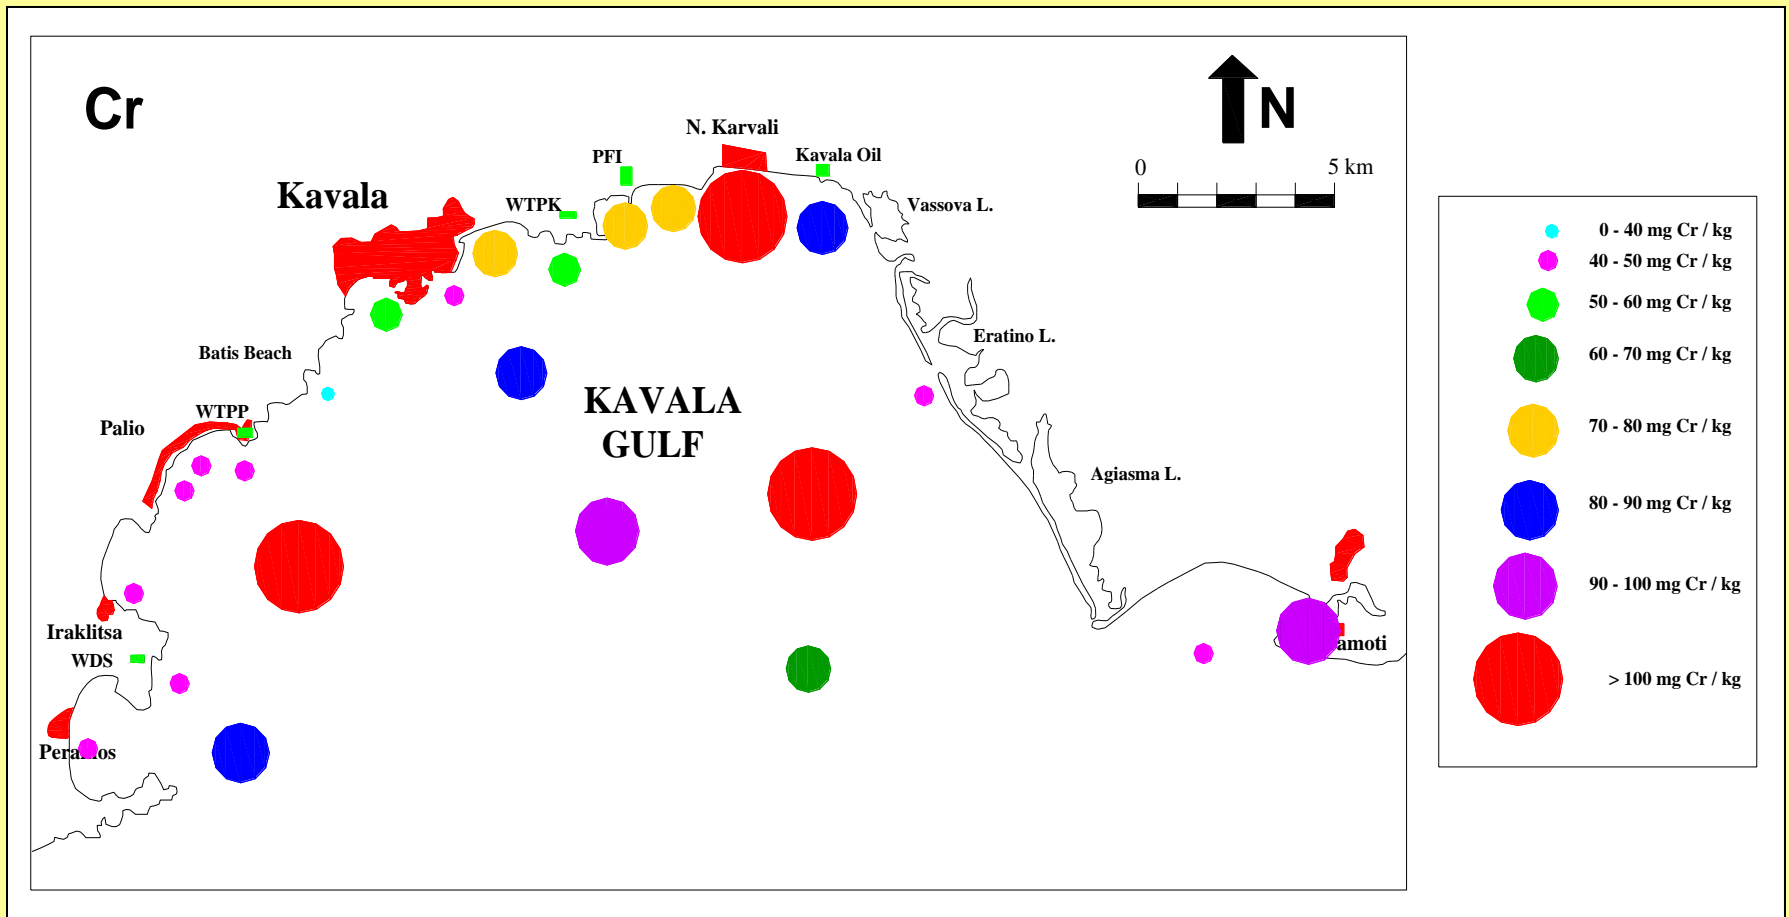 Cr
N
N. Karvali
PFI
Kavala Oil
0 5 km
Kavala
WTPK
Vassova L.
Eratino L.
Batis Beach
KAVALA
GULF
WTPP
Palio
Agiasma L.
Iraklitsa
WDS
amoti
0 - 40 mg Cr / kg
40 - 50 mg Cr / kg
50 - 60 mg Cr / kg
60 - 70 mg Cr / kg
70 - 80 mg Cr / kg
80 - 90 mg Cr / kg
90 - 100 mg Cr / kg
> 100 mg Cr / kg